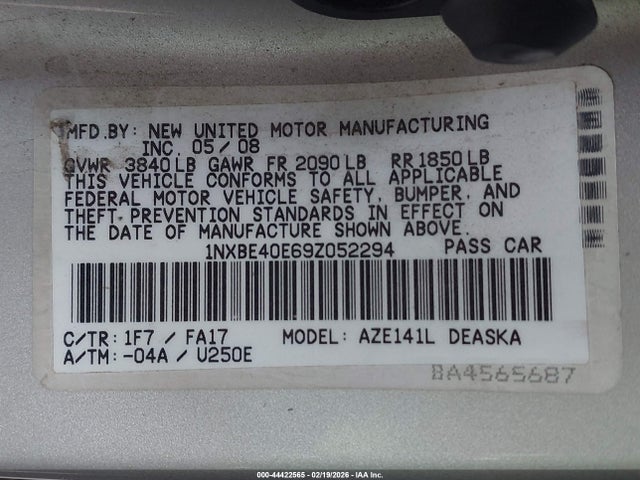 MFD.BY: NEW UNITED MOTOR MANUFACTURING
INC. 05/08
GVWR 3840LB GAWR FR 2090LB RR1850LB
THIS VEHICLE CONFORMS TO ALL APPLICABLE
FEDERAL MOTOR VEHICLE SAFETY, BUMPER, AND
THEFT PREVENTION STANDARDS IN EFFECT ON
THE DATE OF MANUFACTURE SHOWN ABOVE.
1NXBE40E69Z052294 PASS CAR
C/TR: 1F7 / FA17 MODEL: AZE141L DEASKA
A/TM: -04A / U250E
BA4565687
000-44422565 - 02/19/2026 - IAA Inc.